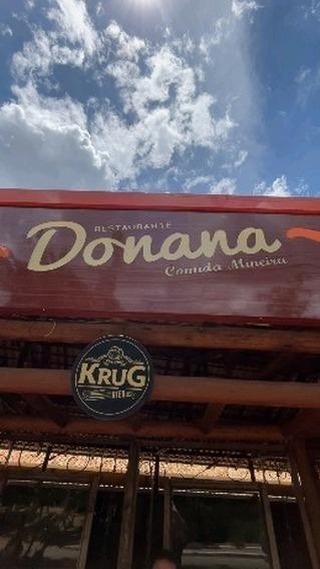 RESTAURANTE
Donana
Comida Mineira
KRUG
BIER